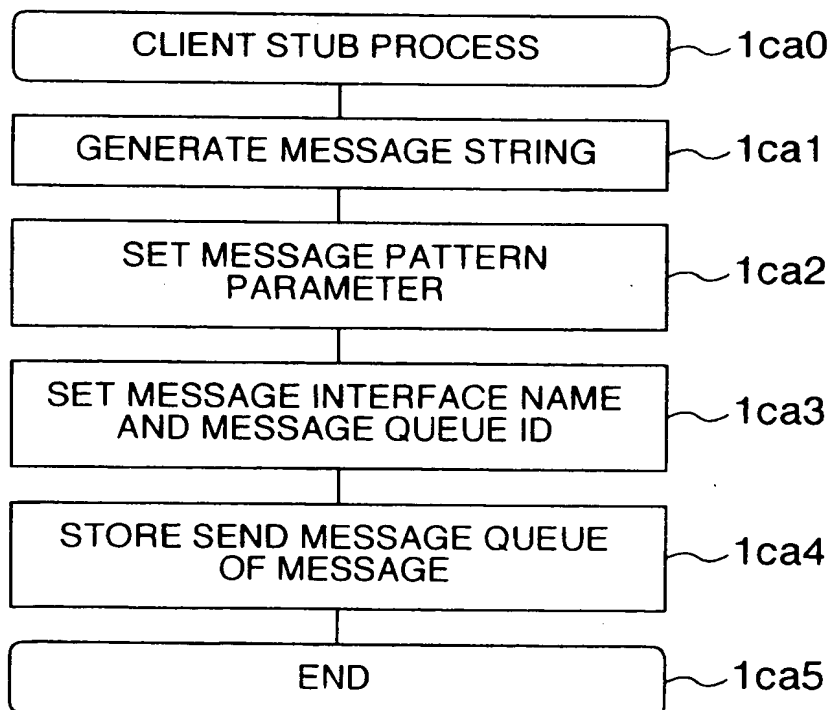 CLIENT STUB PROCESS 1ca0
GENERATE MESSAGE STRING 1ca1
SET MESSAGE PATTERN
PARAMETER 1ca2
SET MESSAGE INTERFACE NAME
AND MESSAGE QUEUE ID 1ca3
STORE SEND MESSAGE QUEUE
OF MESSAGE 1ca4
END 1ca5